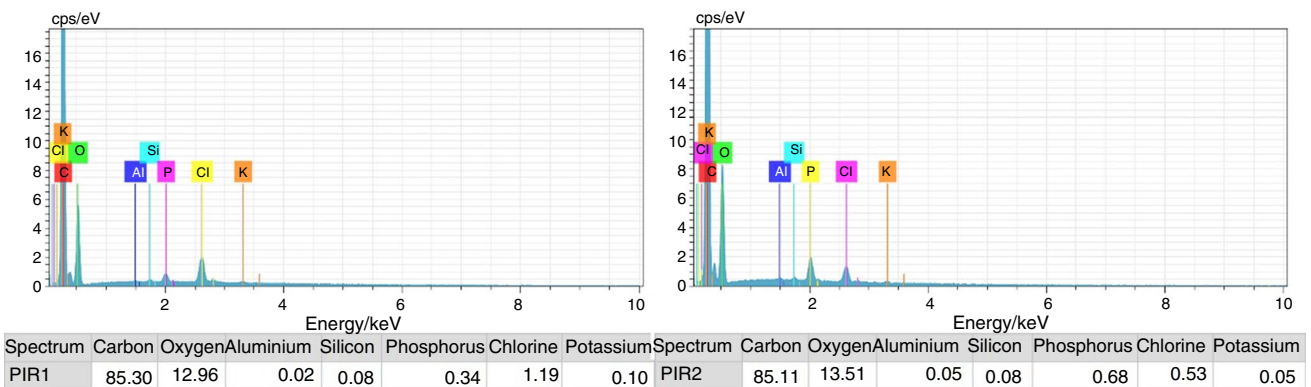 cps/eV
16
14
12
10
8
6
4
2
0
K
Cl O Si
C Al P Cl K
2 4 6 8 10
Energy/keV
Spectrum Carbon Oxygen Aluminium Silicon Phosphorus Chlorine Potassium
PIR1 85.30 12.96 0.02 0.08 0.34 1.19 0.10
cps/eV
16
14
12
10
8
6
4
2
0
K
Cl O Si
C Al P Cl K
2 4 6 8 10
Energy/keV
Spectrum Carbon Oxygen Aluminium Silicon Phosphorus Chlorine Potassium
PIR2 85.11 13.51 0.05 0.08 0.68 0.53 0.05